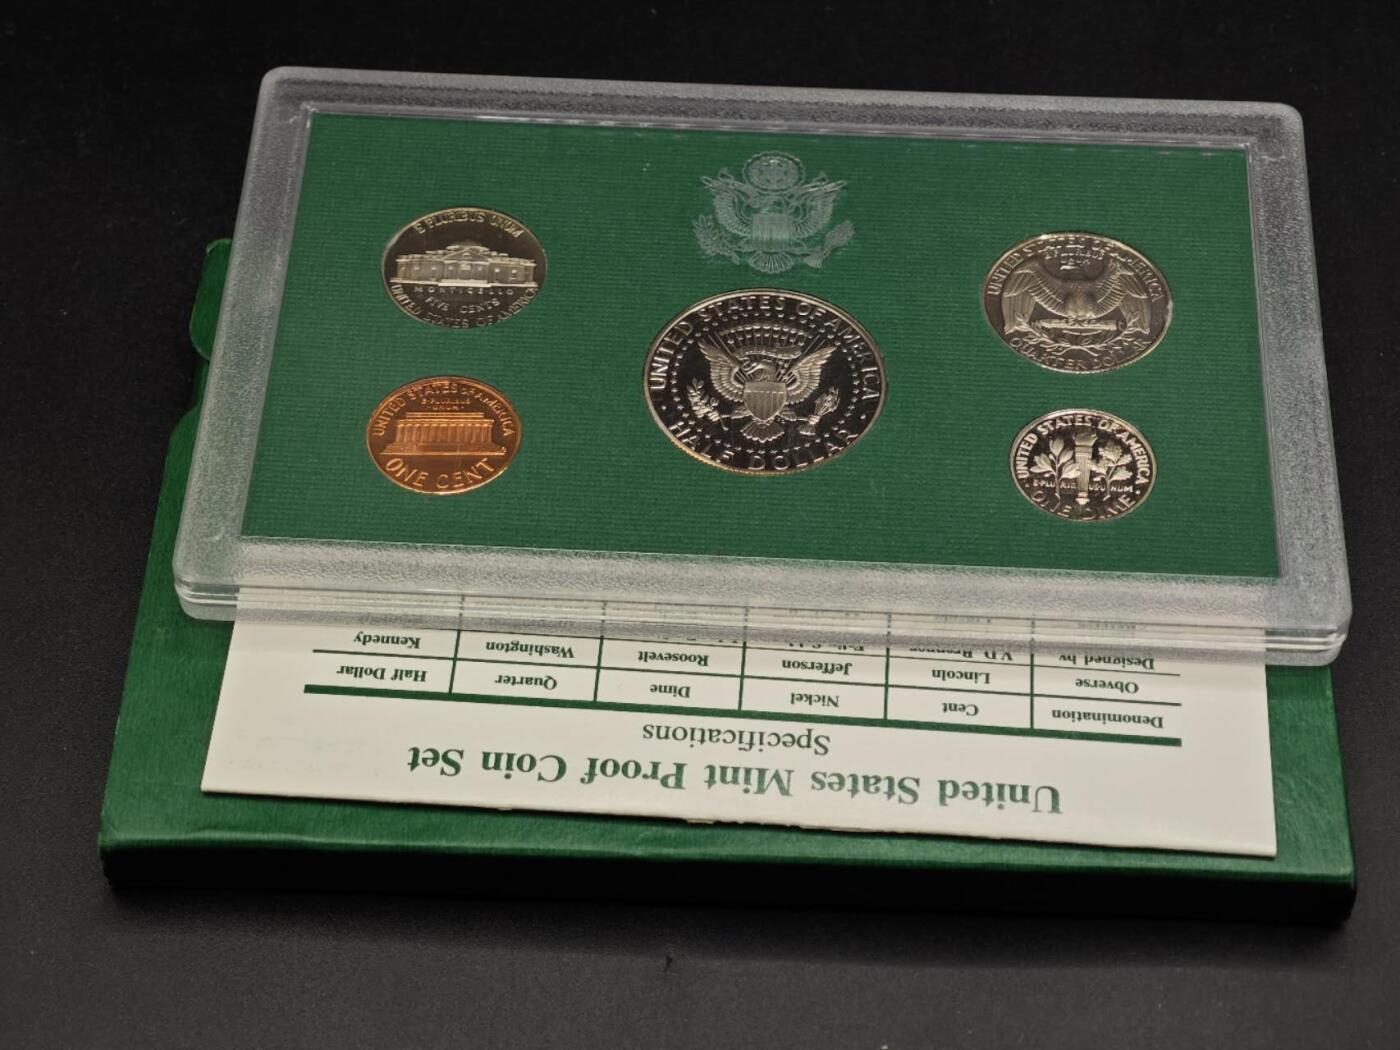 E PLURIBUS UNUM
MONTICELLO
FIVE CENTS
UNITED STATES OF AMERICA
UNITED STATES OF AMERICA
E PLURIBUS
UNUM
ONE CENT
UNITED STATES OF AMERICA
HALF DOLLAR
UNITED STATES OF AMERICA
E PLURIBUS
UNUM
QUARTER DOLLAR
UNITED STATES OF AMERICA
E PLURIBUS UNUM
ONE DIME
United States Mint Proof Coin Set
Specifications
Denomination Cent Nickel Dime Quarter Half Dollar
Obverse Lincoln Jefferson Roosevelt Washington Kennedy
Designed by V.D. Brenner